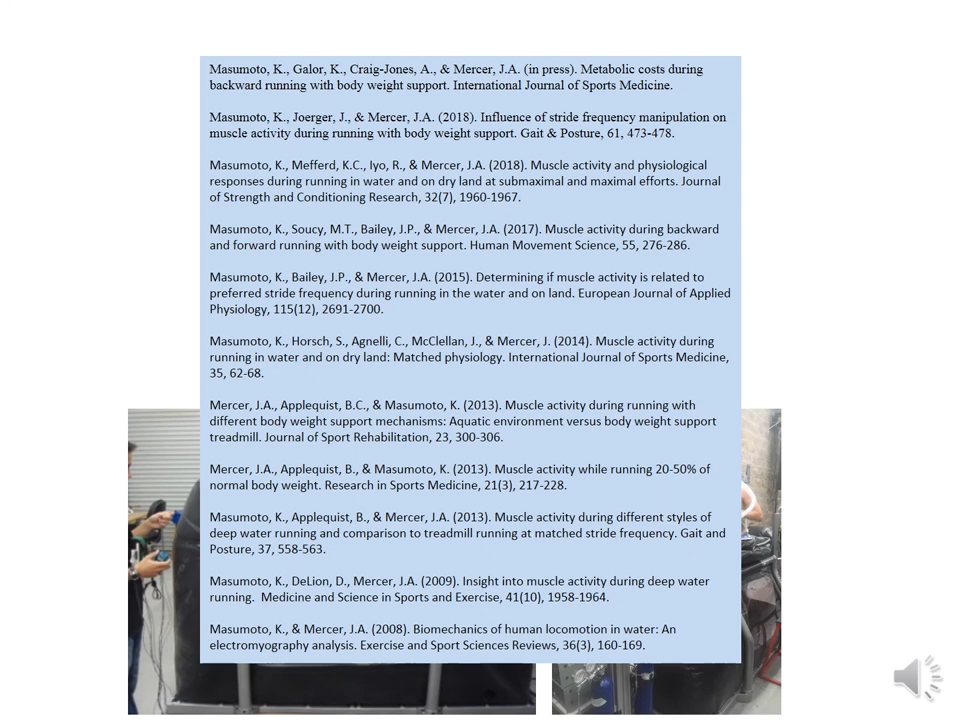 Masumoto, K., Galor, K., Craig-Jones, A., & Mercer, J.A. (in press). Metabolic costs during
backward running with body weight support. International Journal of Sports Medicine.
Masumoto, K., Joerger, J., & Mercer, J.A. (2018). Influence of stride frequency manipulation on
muscle activity during running with body weight support. Gait & Posture, 61, 473-478.
Masumoto, K., Mefferd, K.C., Iyo, R., & Mercer, J.A. (2018). Muscle activity and physiological
responses during running in water and on dry land at submaximal and maximal efforts. Journal
of Strength and Conditioning Research, 32(7), 1960-1967.
Masumoto, K., Soucy, M.T., Bailey, J.P., & Mercer, J.A. (2017). Muscle activity during backward
and forward running with body weight support. Human Movement Science, 55, 276-286.
Masumoto, K., Bailey, J.P., & Mercer, J.A. (2015). Determining if muscle activity is related to
preferred stride frequency during running in the water and on land. European Journal of Applied
Physiology, 115(12), 2691-2700.
Masumoto, K., Horsch, S., Agnelli, C., McClellan, J., & Mercer, J. (2014). Muscle activity during
running in water and on dry land: Matched physiology. International Journal of Sports Medicine,
35, 62-68.
Mercer, J.A., Applequist, B.C., & Masumoto, K. (2013). Muscle activity during running with
different body weight support mechanisms: Aquatic environment versus body weight support
treadmill. Journal of Sport Rehabilitation, 23, 300-306.
Mercer, J.A., Applequist, B., & Masumoto, K. (2013). Muscle activity while running 20-50% of
normal body weight. Research in Sports Medicine, 21(3), 217-228.
Masumoto, K., Applequist, B., & Mercer, J.A. (2013). Muscle activity during different styles of
deep water running and comparison to treadmill running at matched stride frequency. Gait and
Posture, 37, 558-563.
Masumoto, K., DeLion, D., Mercer, J.A. (2009). Insight into muscle activity during deep water
running.  Medicine and Science in Sports and Exercise, 41(10), 1958-1964.
Masumoto, K., & Mercer, J.A. (2008). Biomechanics of human locomotion in water: An
electromyography analysis. Exercise and Sport Sciences Reviews, 36(3), 160-169.